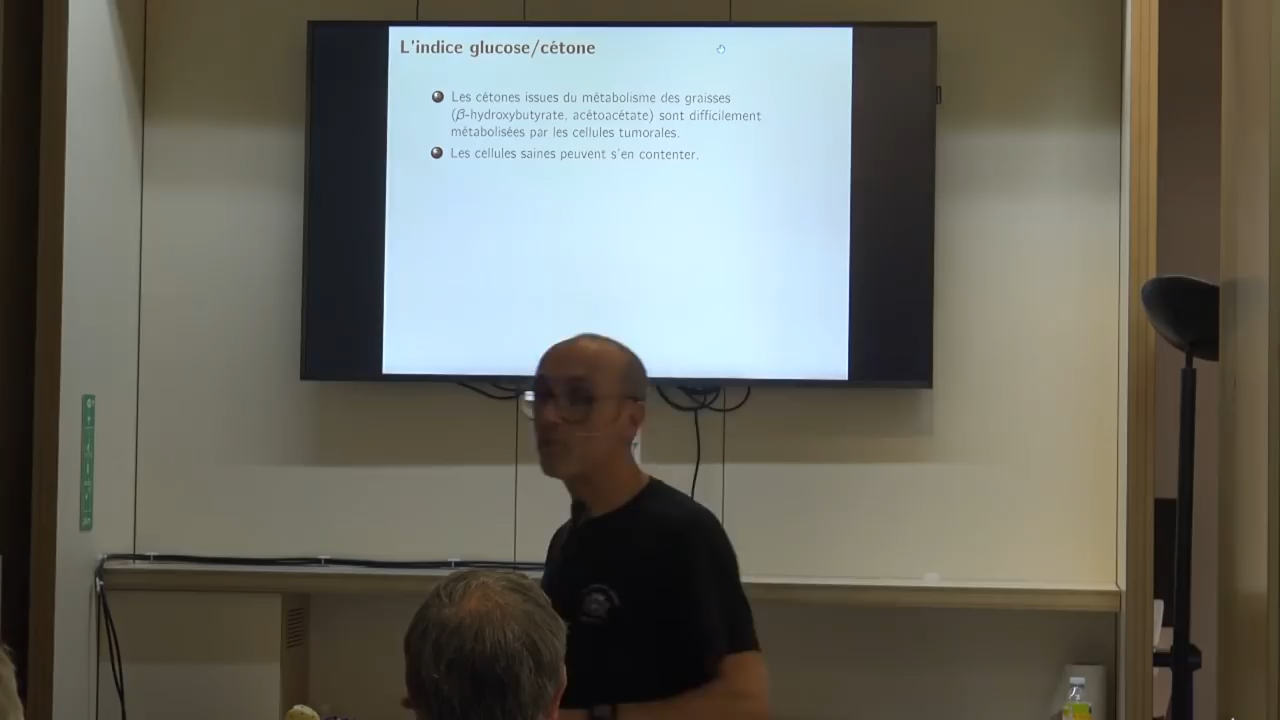 L'indice glucose/cétone
Les cétones issues du métabolisme des graisses
(β-hydroxybutyrate, acétoacétate) sont difficilement
métabolisées par les cellules tumorales.
Les cellules saines peuvent s'en contenter.